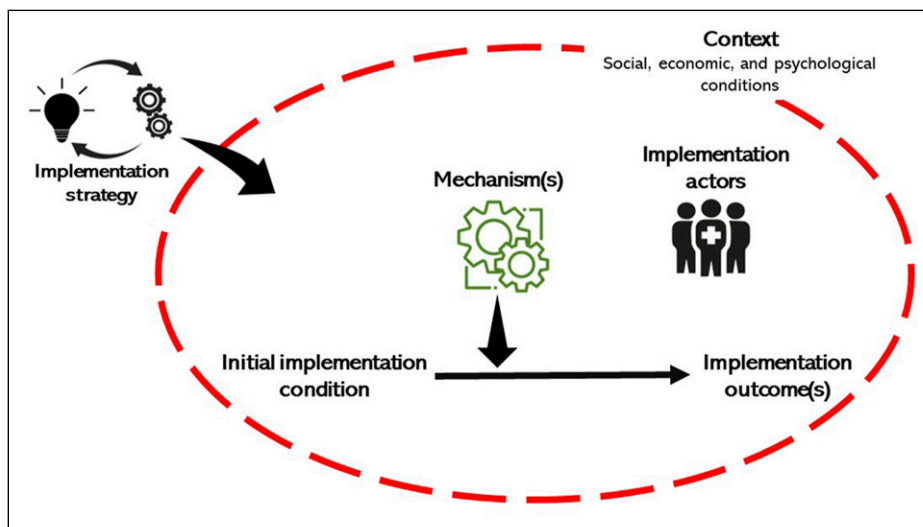 Context
Social, economic, and psychological
conditions
Implementation
strategy
Mechanism(s)
Implementation
actors
Initial implementation
condition
Implementation
outcome(s)